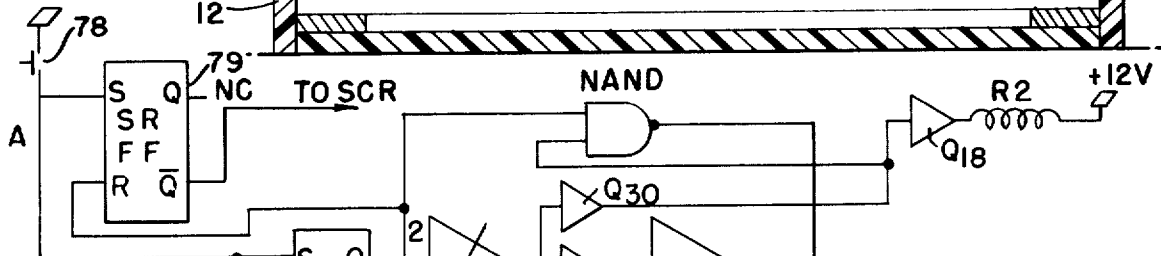 12
78
79
+12V
NAND
R2
S Q NC TO SCR
A
SR
FF
Q18
R Q̅
Q30
2
S Q